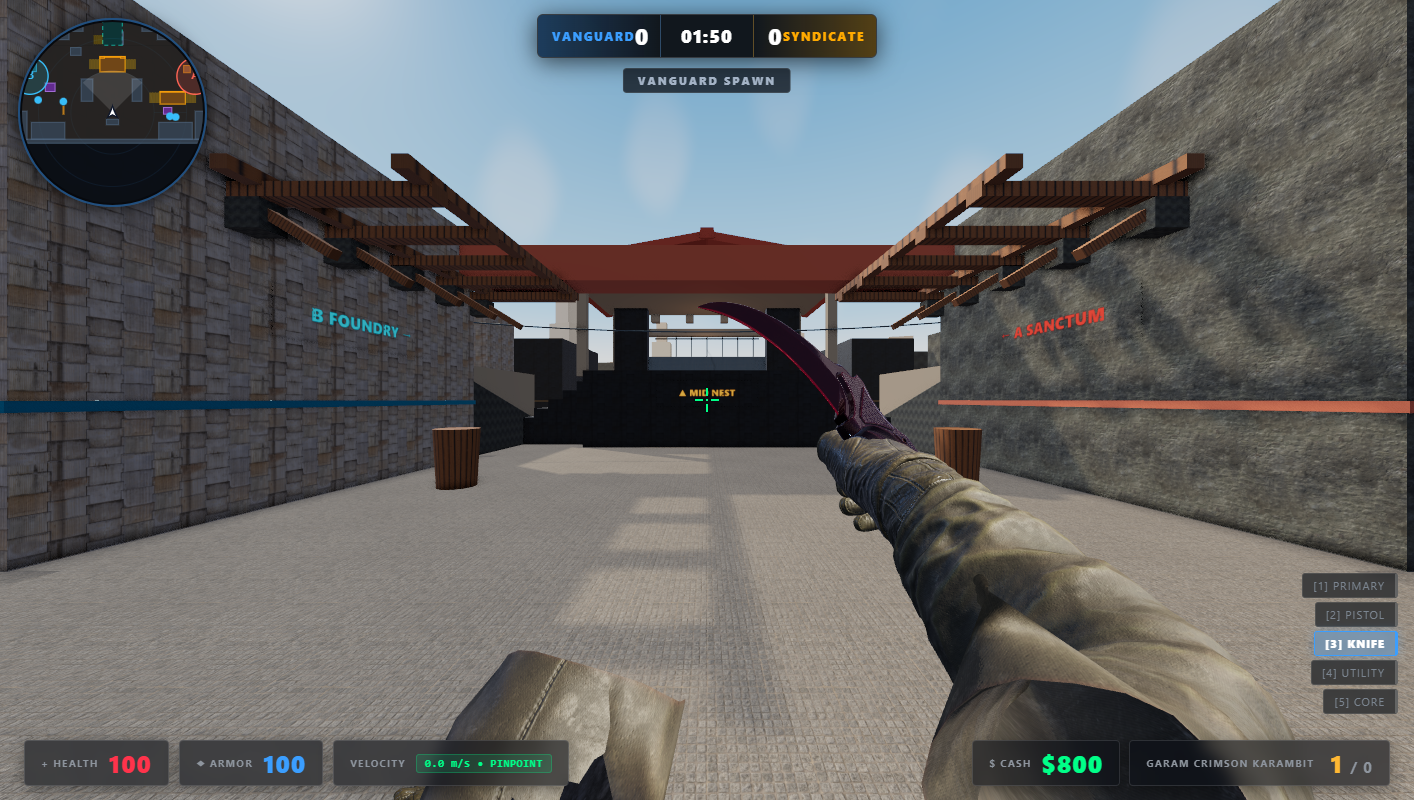 VANGUARD 0 01:50 0 SYNDICATE
VANGUARD SPAWN
B FOUNDRY
A SANCTUM
▲ MID NEST
[1] PRIMARY
[2] PISTOL
[3] KNIFE
[4] UTILITY
[5] CORE
+ HEALTH 100
◆ ARMOR 100
VELOCITY 0.0 m/s • PINPOINT
$ CASH $800
GARAM CRIMSON KARAMBIT 1 / 0